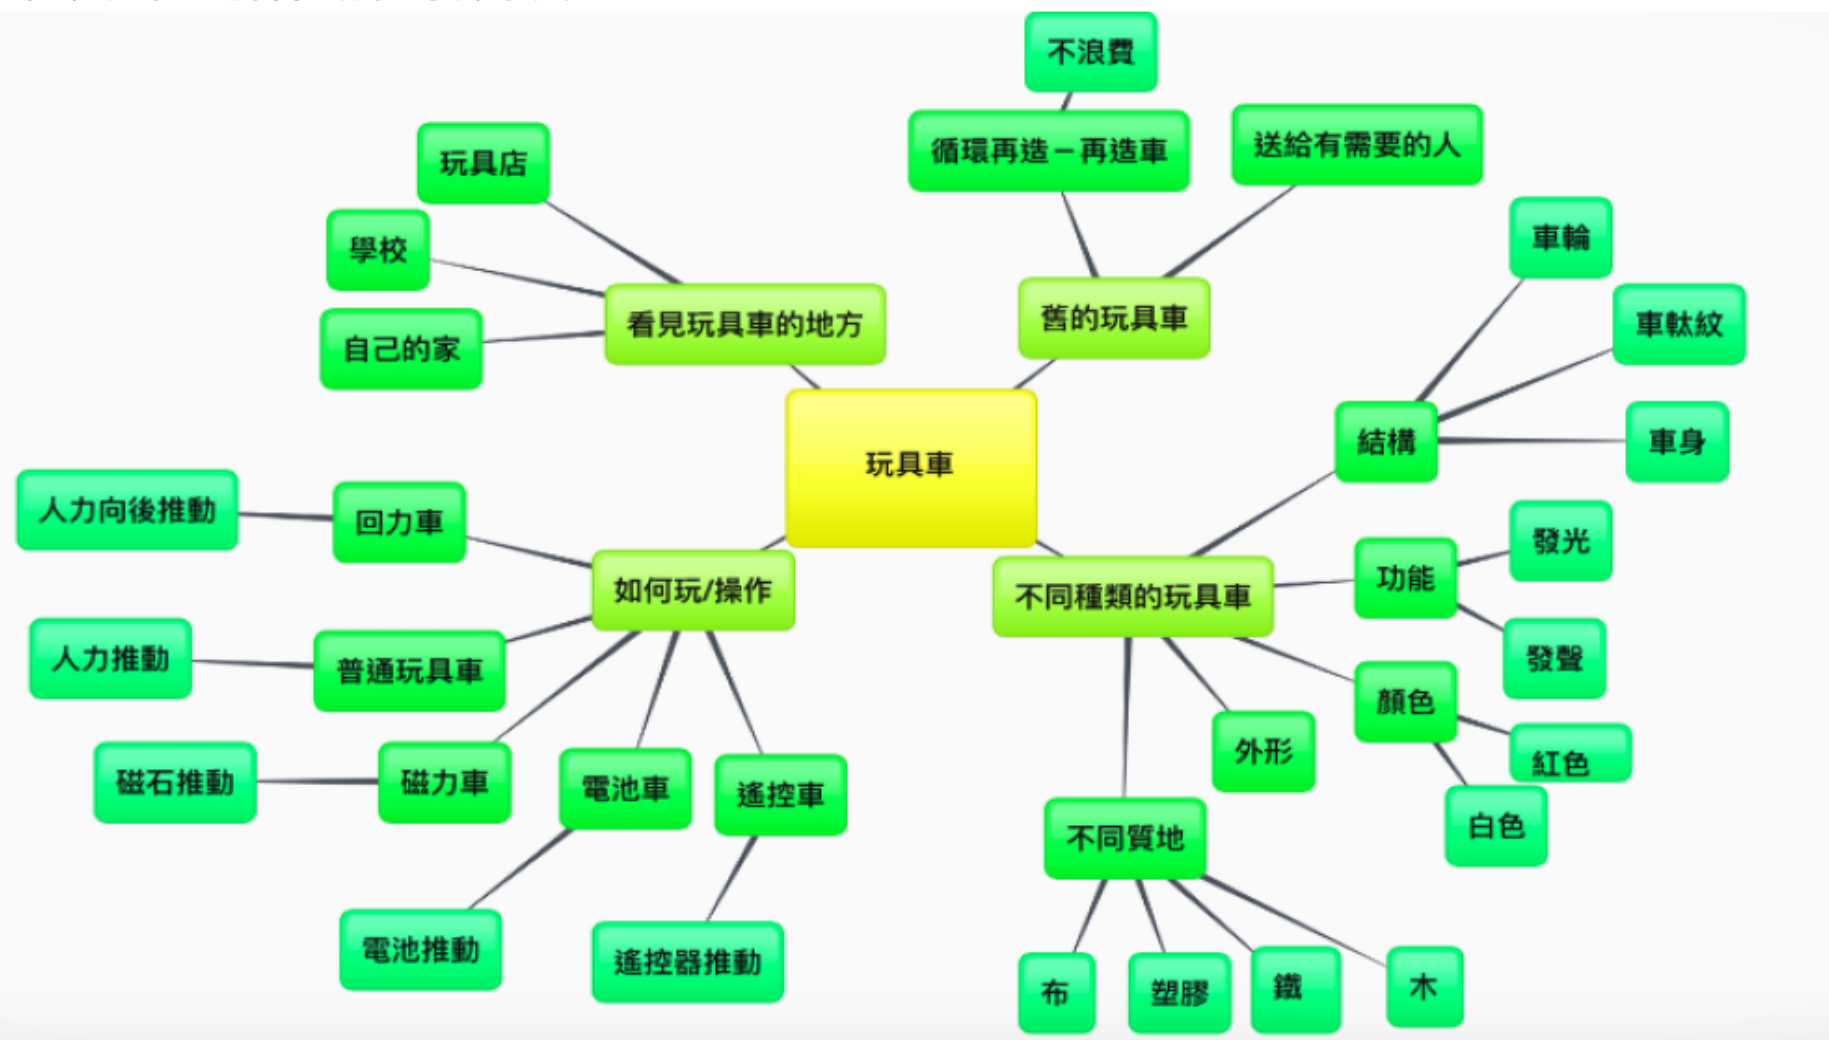 不浪費
循環再造－再造車
送給有需要的人
玩具店
學校
自己的家
看見玩具車的地方
舊的玩具車
車輪
車軚紋
車身
結構
玩具車
人力向後推動
回力車
如何玩/操作
不同種類的玩具車
功能
發光
發聲
人力推動
普通玩具車
顏色
紅色
白色
外形
磁石推動
磁力車
電池車
遙控車
不同質地
電池推動
遙控器推動
布
塑膠
鐵
木